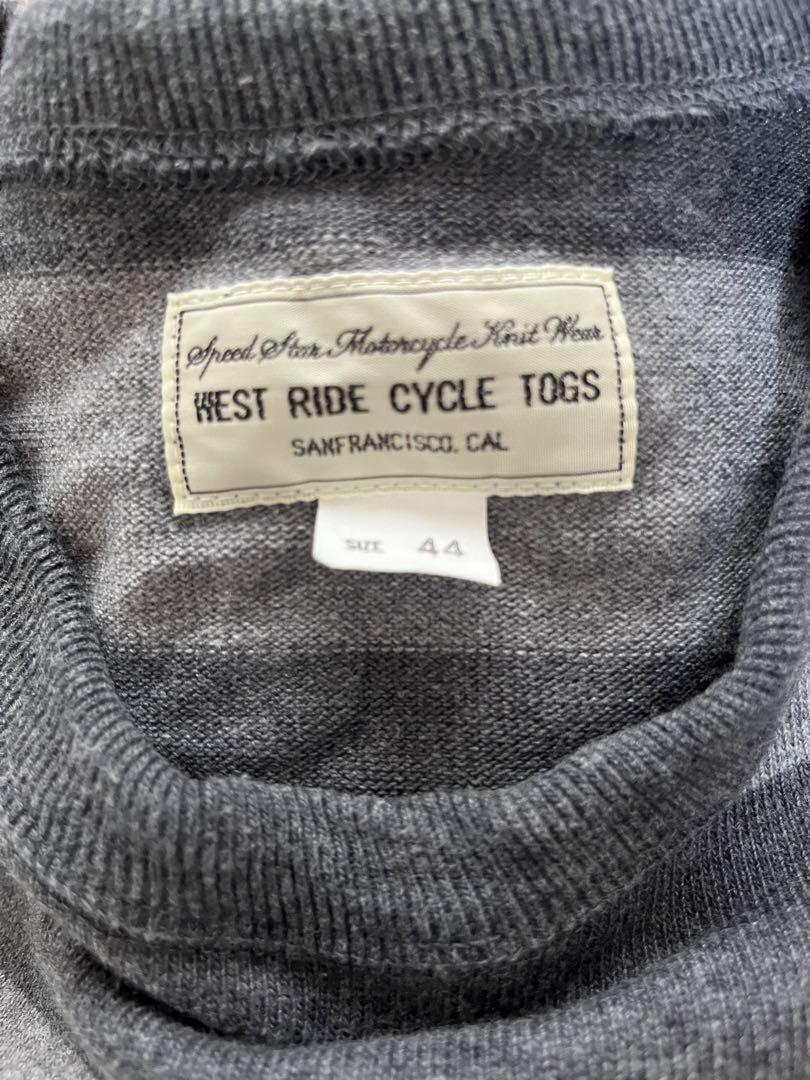 Speed Star Motorcycle Knit Wear
WEST RIDE CYCLE TOGS
SANFRANCISCO. CAL
SIZE 44